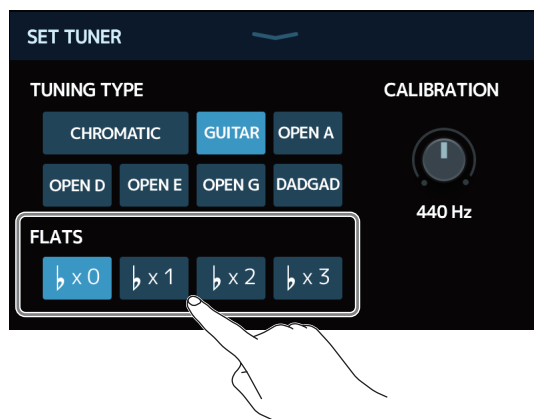 SET TUNER
TUNING TYPE
CALIBRATION
CHROMATIC GUITAR OPEN A
OPEN D OPEN E OPEN G DADGAD
440 Hz
FLATS
♭ x 0 ♭ x 1 ♭ x 2 ♭ x 3